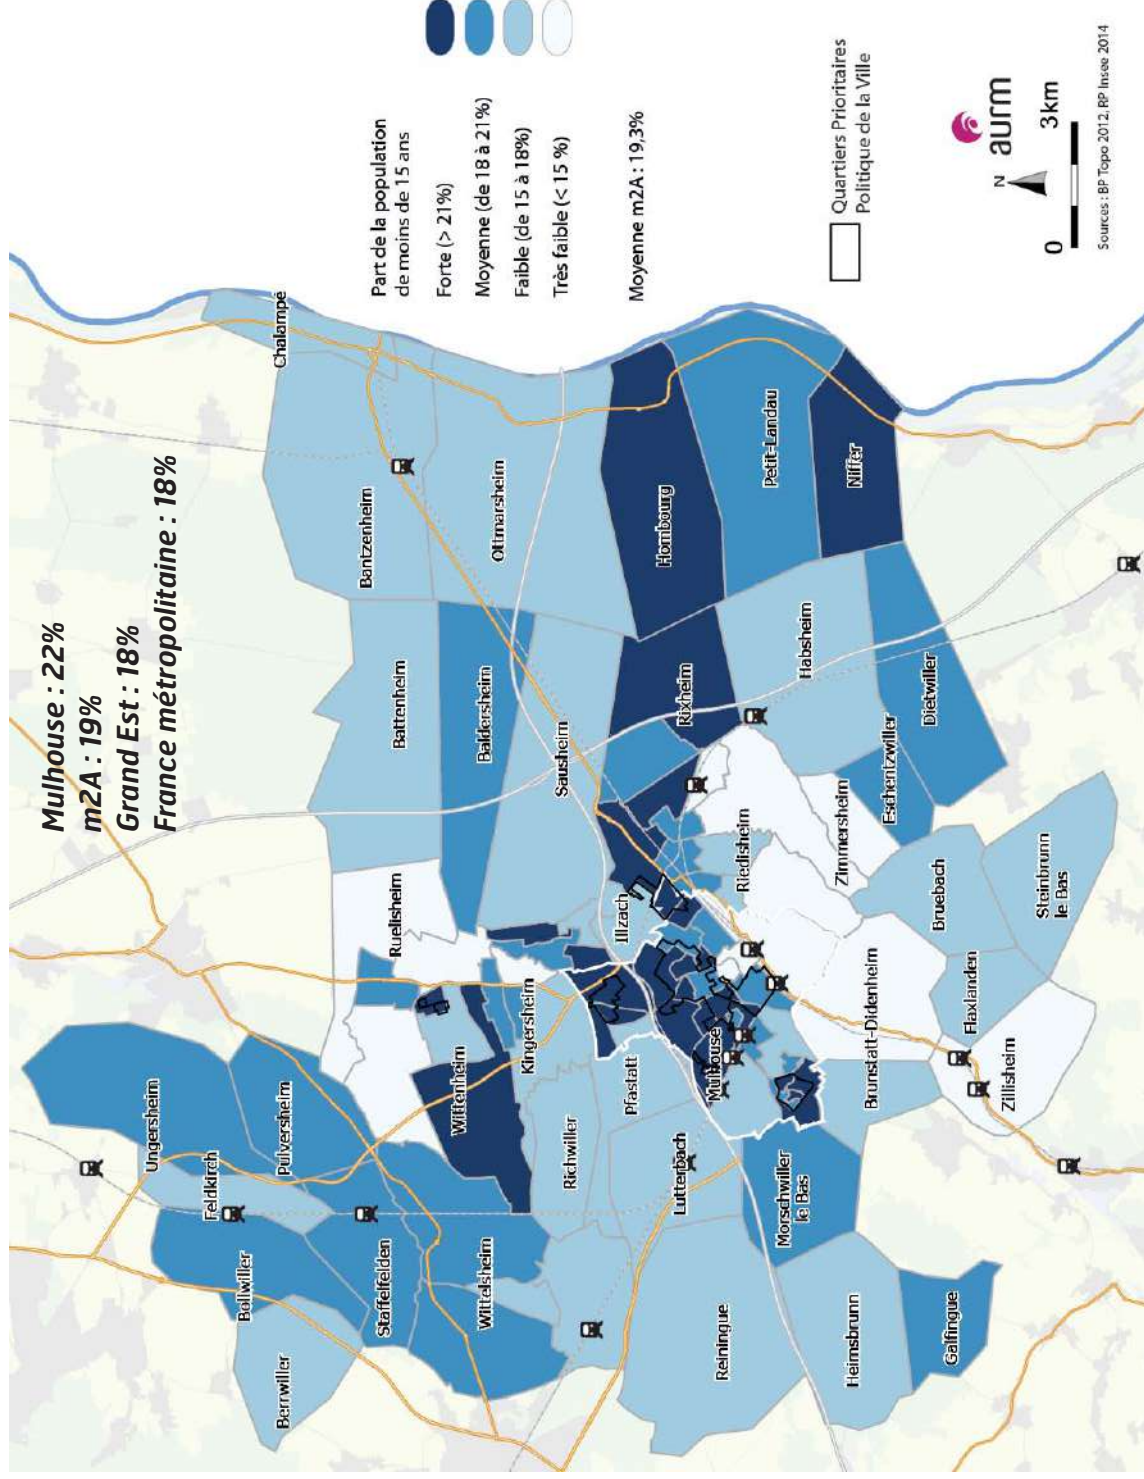 Mulhouse : 22%
m2A : 19%
Grand Est : 18%
France métropolitaine : 18%
Part de la population
de moins de 15 ans
Forte (> 21%)
Moyenne (de 18 à 21%)
Faible (de 15 à 18%)
Très faible (< 15 %)
Moyenne m2A : 19,3%
Quartiers Prioritaires
Politique de la Ville
N
aurm
0
3km
Sources : BP Topo 2012, RP Insee 2014
Ungersheim
Feldkirch
Pulversheim
Bollwiller
Berrwiller
Staffelfelden
Wittelsheim
Wittenheim
Ruelisheim
Kingersheim
Richwiller
Pfastatt
Lutterbach
Reiningue
Heimsbrunn
Galfingue
Morschwiller
le Bas
Mulhouse
Illzach
Sausheim
Baldersheim
Battenheim
Bantzenheim
Chalampé
Ottmarsheim
Hombourg
Petit-Landau
Niffer
Rixheim
Habsheim
Dietwiller
Eschentzwiller
Zimmersheim
Riedisheim
Bruebach
Steinbrunn
le Bas
Flaxlanden
Brunstatt-Didenheim
Zillisheim